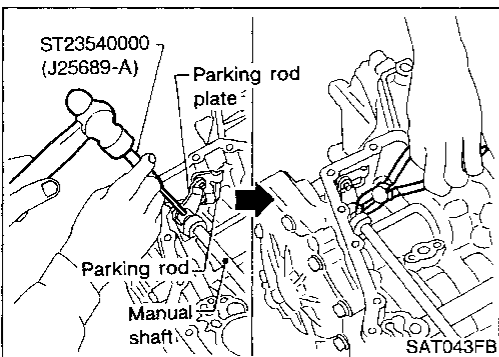 ST23540000
(J25689-A)
Parking rod
plate
Parking rod
Manual
shaft
SAT043FB